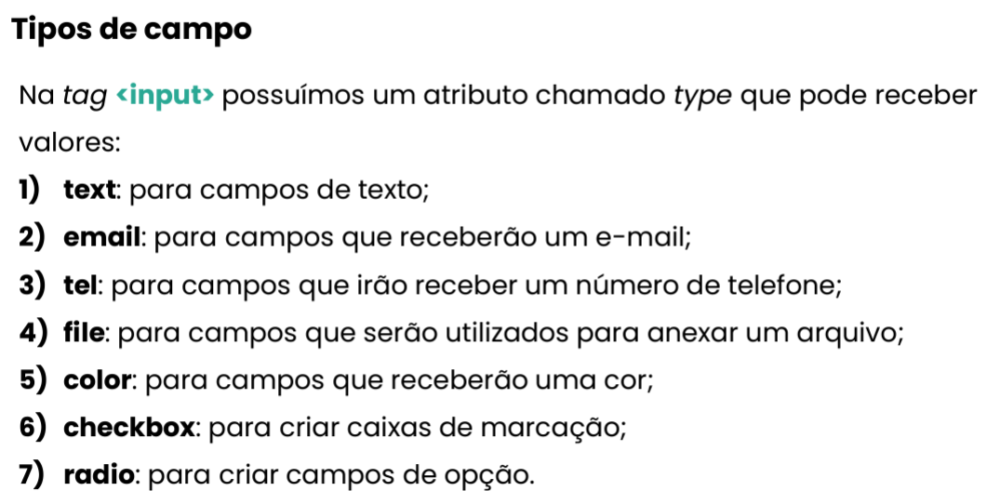 Tipos de campo
Na tag <input> possuímos um atributo chamado type que pode receber
valores:
1) text: para campos de texto;
2) email: para campos que receberão um e-mail;
3) tel: para campos que irão receber um número de telefone;
4) file: para campos que serão utilizados para anexar um arquivo;
5) color: para campos que receberão uma cor;
6) checkbox: para criar caixas de marcação;
7) radio: para criar campos de opção.